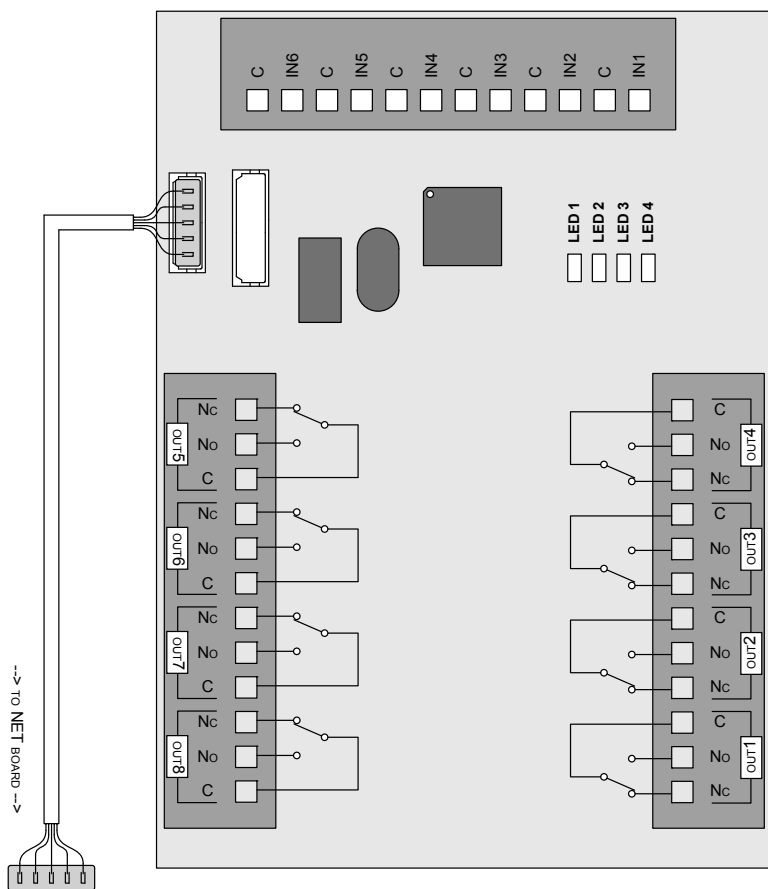 C IN6 C IN5 C IN4 C IN3 C IN2 C IN1
LED 1
LED 2
LED 3
LED 4
NC
NO
C
OUT5
NC
NO
C
OUT6
NC
NO
C
OUT7
NC
NO
C
OUT8
C
NO
NC
OUT4
C
NO
NC
OUT3
C
NO
NC
OUT2
C
NO
NC
OUT1
--> TO NET BOARD -->